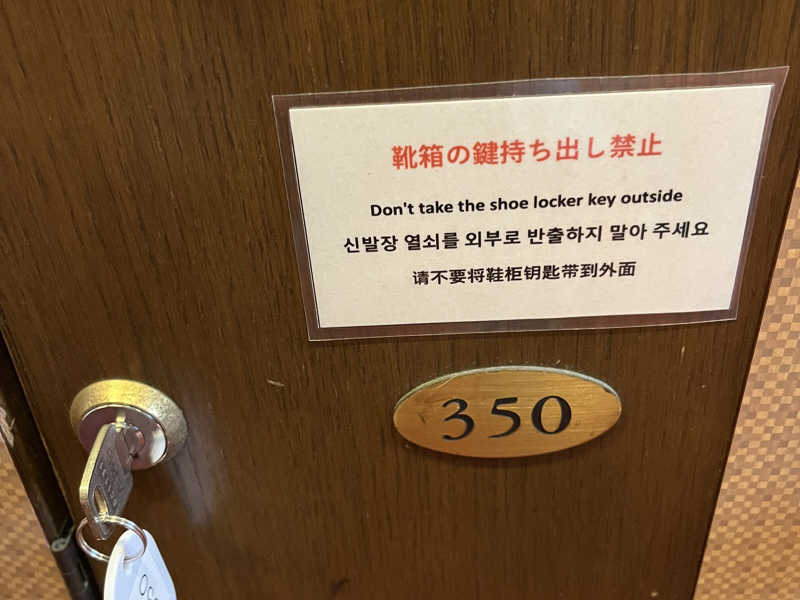 靴箱の鍵持ち出し禁止
Don't take the shoe locker key outside
신발장 열쇠를 외부로 반출하지 말아 주세요
请不要将鞋柜钥匙带到外面
350